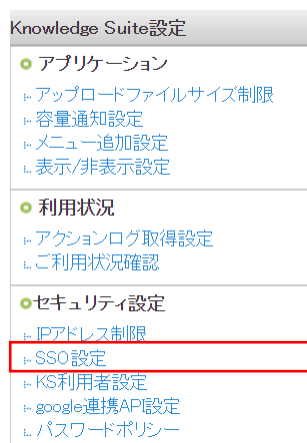 Knowledge Suite設定
アプリケーション
アップロードファイルサイズ制限
容量通知設定
メニュー追加設定
表示/非表示設定
利用状況
アクションログ取得設定
ご利用状況確認
セキュリティ設定
IPアドレス制限
SSO設定
KS利用者設定
google連携API設定
パスワードポリシー